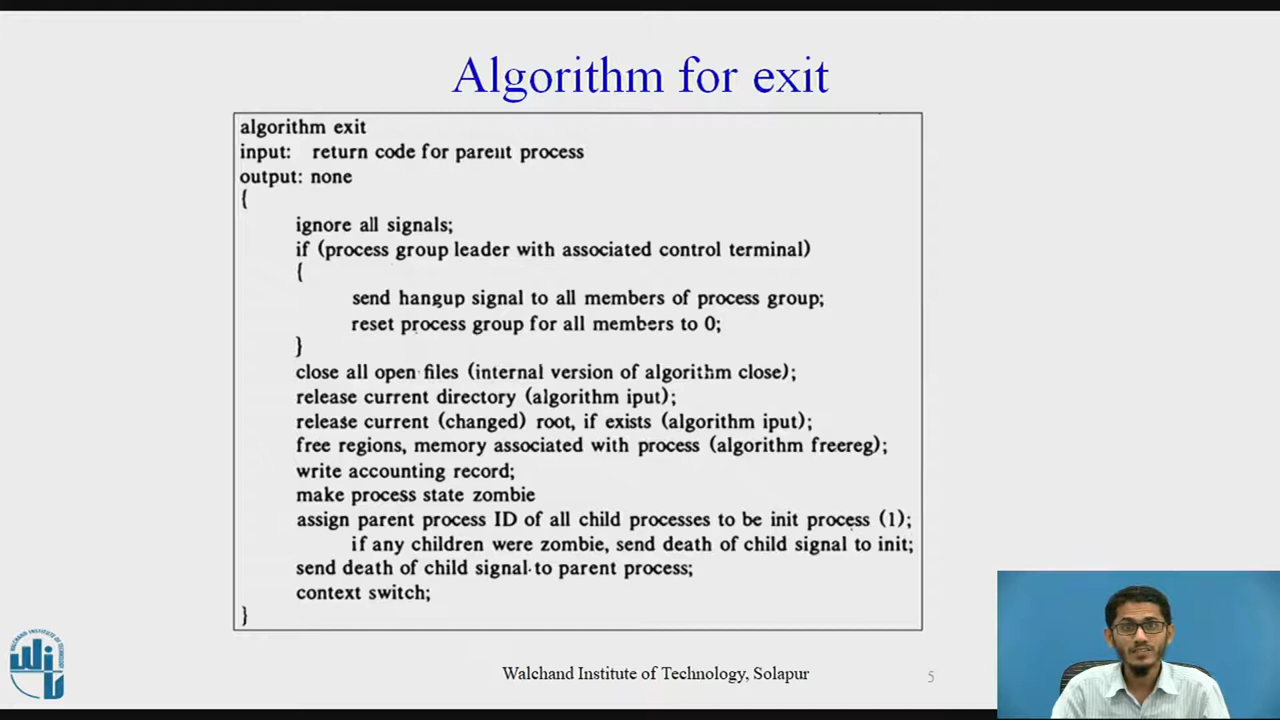 Algorithm for exit
algorithm exit
input: return code for parent process
output: none
{
ignore all signals;
if (process group leader with associated control terminal)
{
send hangup signal to all members of process group;
reset process group for all members to 0;
}
close all open files (internal version of algorithm close);
release current directory (algorithm iput);
release current (changed) root, if exists (algorithm iput);
free regions, memory associated with process (algorithm freereg);
write accounting record;
make process state zombie
assign parent process ID of all child processes to be init process (1);
if any children were zombie, send death of child signal to init;
send death of child signal to parent process;
context switch;
}
WALCHAND INSTITUTE OF TECHNOLOGY
Walchand Institute of Technology, Solapur
5